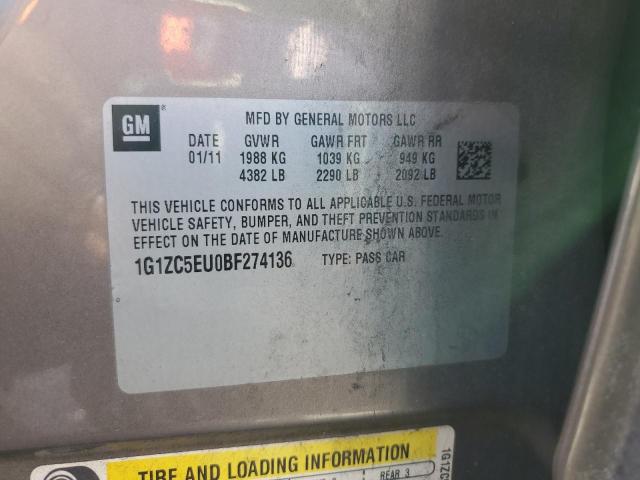 GM
®
MFD BY GENERAL MOTORS LLC
DATE GVWR GAWR FRT GAWR RR
01/11 1988 KG 1039 KG 949 KG
4382 LB 2290 LB 2092 LB
THIS VEHICLE CONFORMS TO ALL APPLICABLE U.S. FEDERAL MOTOR
VEHICLE SAFETY, BUMPER, AND THEFT PREVENTION STANDARDS IN
EFFECT ON THE DATE OF MANUFACTURE SHOWN ABOVE.
1G1ZC5EU0BF274136 TYPE: PASS CAR
TIRE AND LOADING INFORMATION
REAR 3
1G1ZC